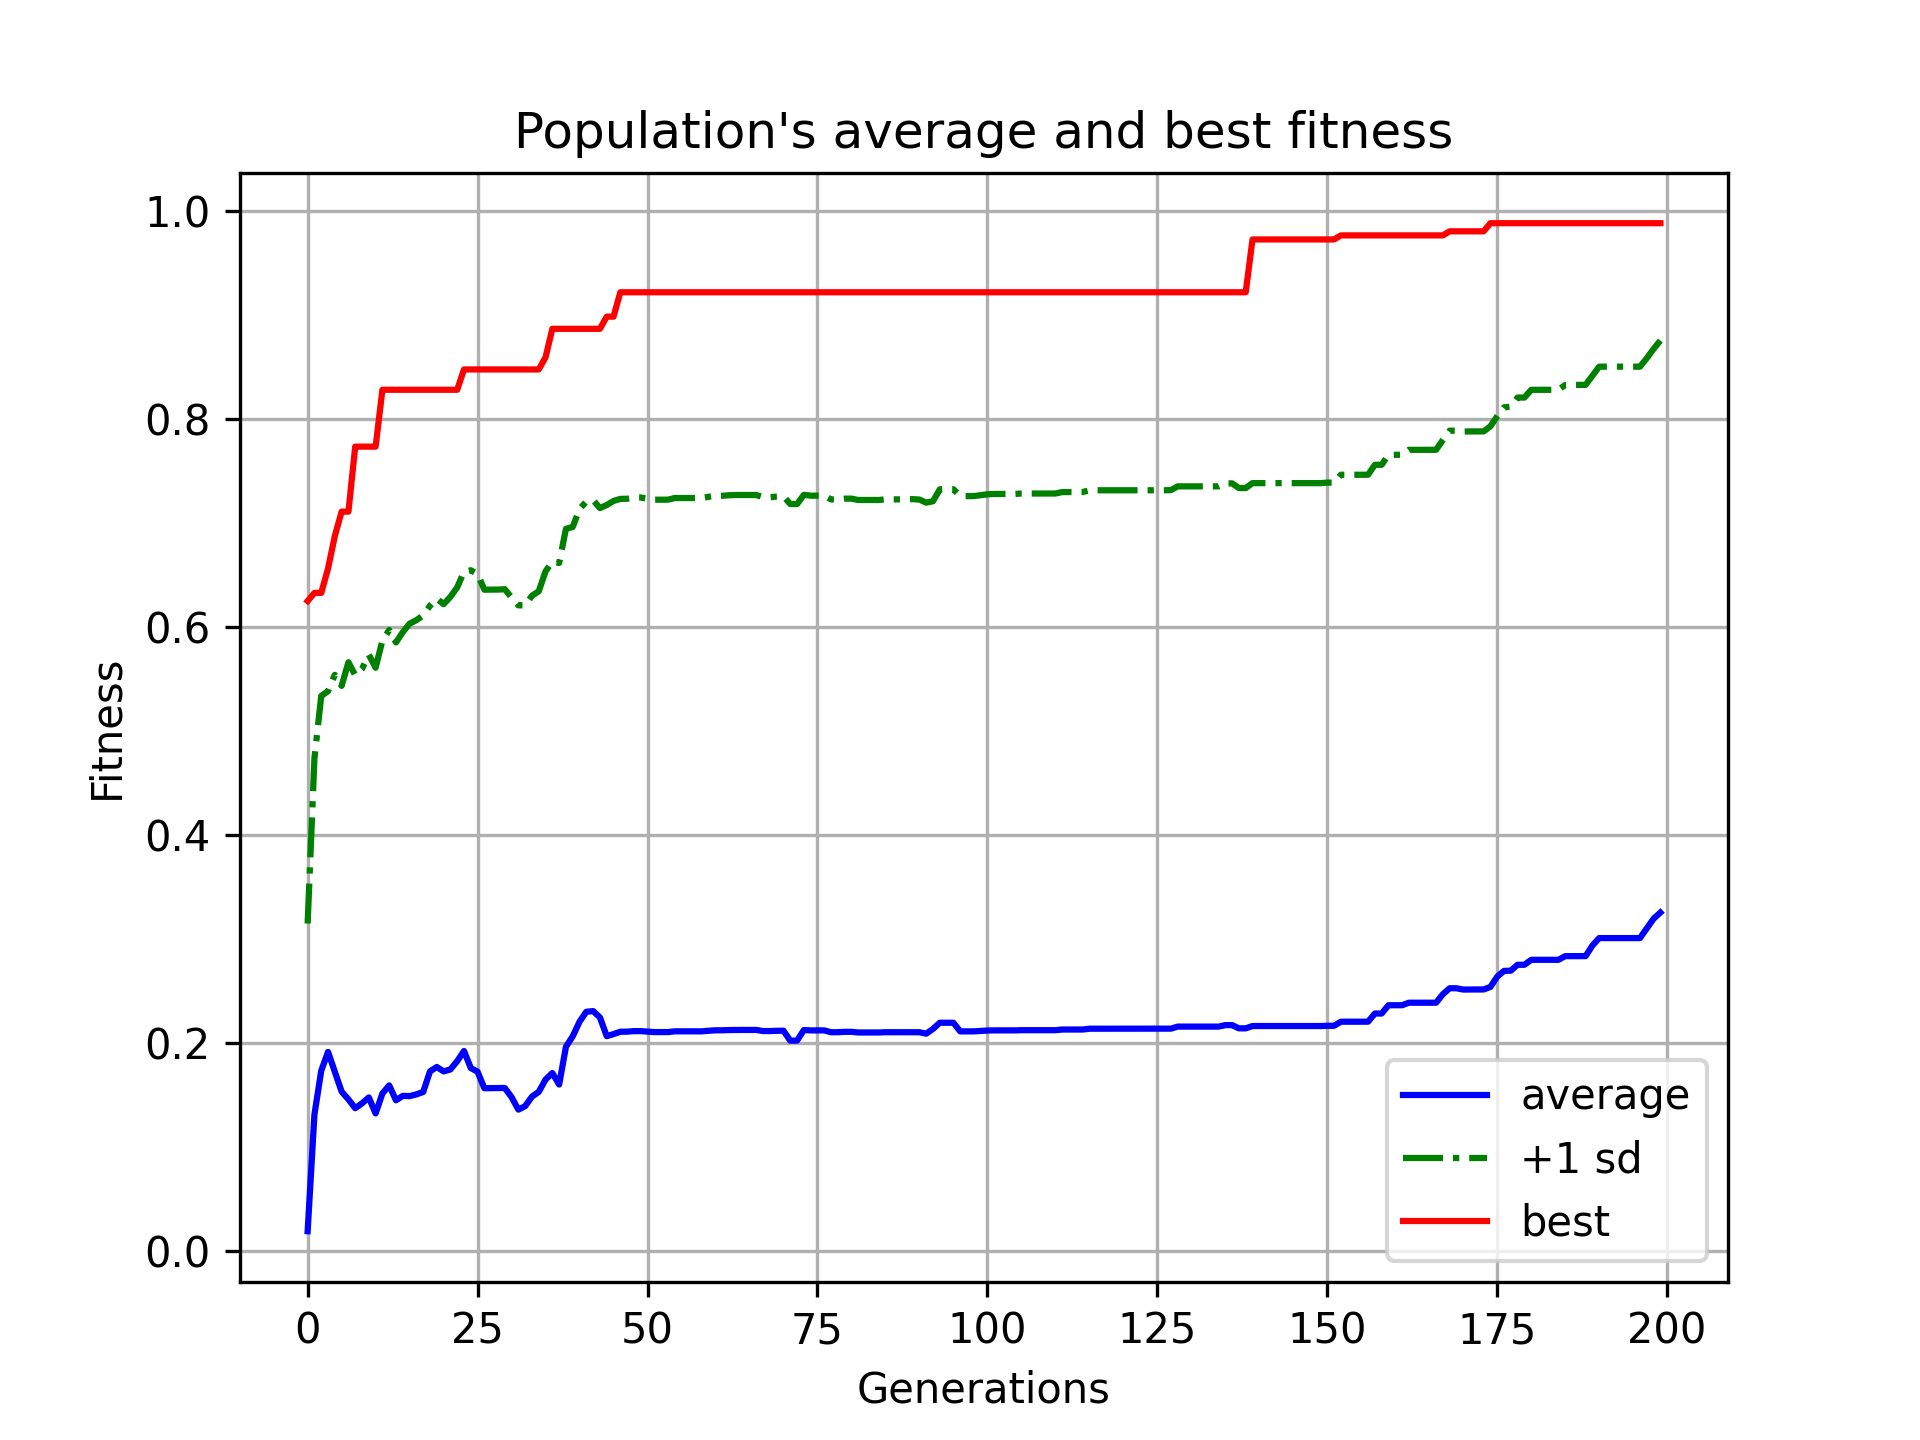 Population's average and best fitness
1.0
0.8
0.6
0.4
0.2
0.0
Fitness
0 25 50 75 100 125 150 175 200
Generations
average
+1 sd
best